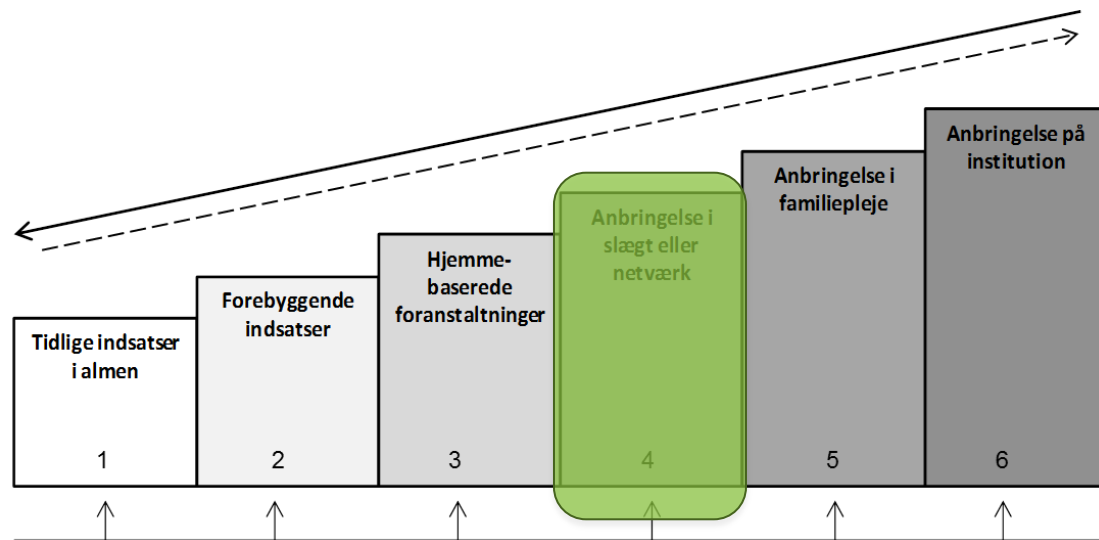 Tidlige indsatser
i almen
1
Forebyggende
indsatser
2
Hjemme-
baserede
foranstaltninger
3
Anbringelse i
slægt eller
netværk
4
Anbringelse i
familiepleje
5
Anbringelse på
institution
6